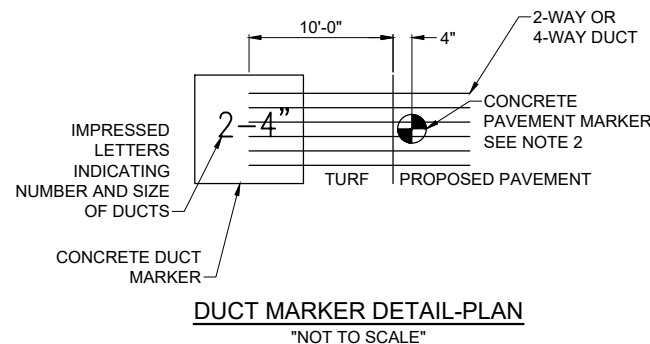 10'-0"
4"
2-WAY OR
4-WAY DUCT
2-4"
CONCRETE
PAVEMENT MARKER
SEE NOTE 2
IMPRESSED
LETTERS
INDICATING
NUMBER AND SIZE
OF DUCTS
TURF
PROPOSED PAVEMENT
CONCRETE DUCT
MARKER
DUCT MARKER DETAIL-PLAN
"NOT TO SCALE"